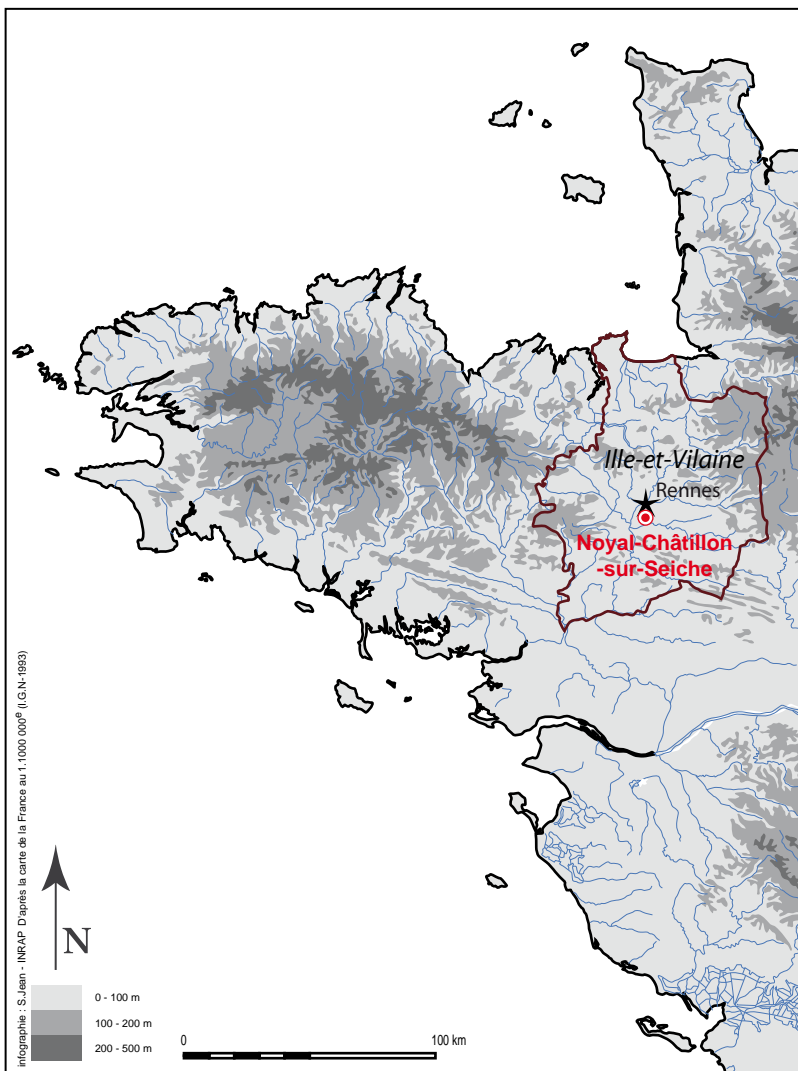 Ille-et-Vilaine
Rennes
Noyal-Châtillon
-sur-Seiche
infographie : S.Jean - INRAP D'après la carte de la France au 1.1000 000e (I.G.N-1993)
N
0 - 100 m
100 - 200 m
200 - 500 m
0
100 km